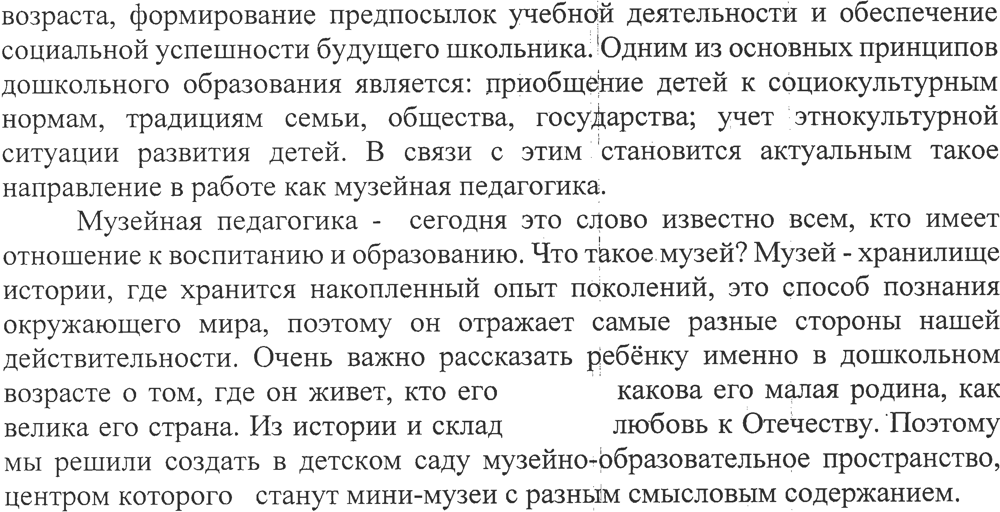 возраста, формирование предпосылок учебной деятельности и обеспечение
социальной успешности будущего школьника. Одним из основных принципов
дошкольного образования является: приобщение детей к социокультурным
нормам, традициям семьи, общества, государства; учет этнокультурной
ситуации развития детей. В связи с этим становится актуальным такое
направление в работе как музейная педагогика.
Музейная педагогика - сегодня это слово известно всем, кто имеет
отношение к воспитанию и образованию. Что такое музей? Музей - хранилище
истории, где хранится накопленный опыт поколений, это способ познания
окружающего мира, поэтому он отражает самые разные стороны нашей
действительности. Очень важно рассказать ребёнку именно в дошкольном
возрасте о том, где он живет, кто его какова его малая родина, как
велика его страна. Из истории и склад любовь к Отечеству. Поэтому
мы решили создать в детском саду музейно-образовательное пространство,
центром которого станут мини-музеи с разным смысловым содержанием.